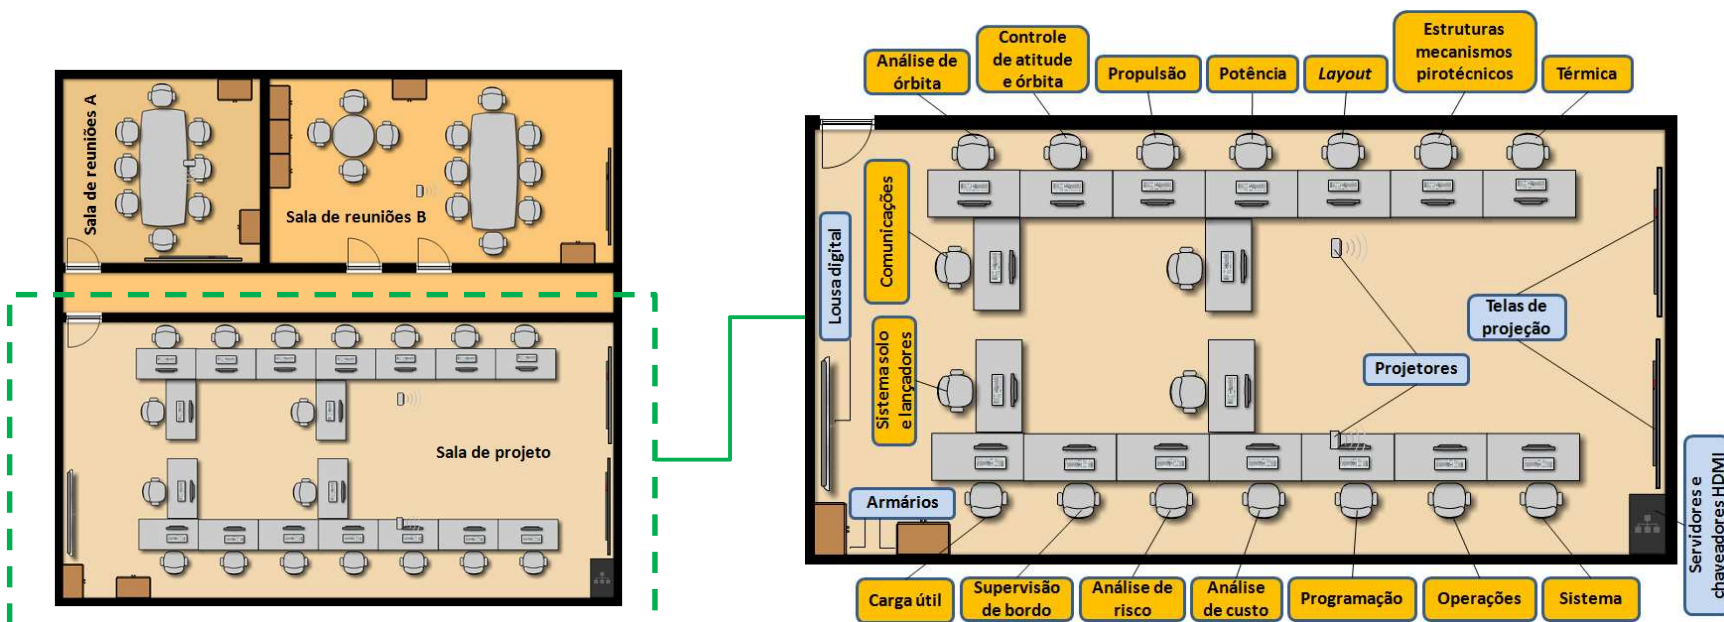 Sala de reuniões A
Sala de reuniões B
Sala de projeto
Análise de
órbita
Controle
de atitude
e órbita
Propulsão
Potência
Layout
Estruturas
mecanismos
pirotécnicos
Térmica
Lousa digital
Comunicações
Sistema solo
e lançadores
Telas de
projeção
Projetores
Armários
Servidores e
chaveadores HDMI
Carga útil
Supervisão
de bordo
Análise de
risco
Análise
de custo
Programação
Operações
Sistema